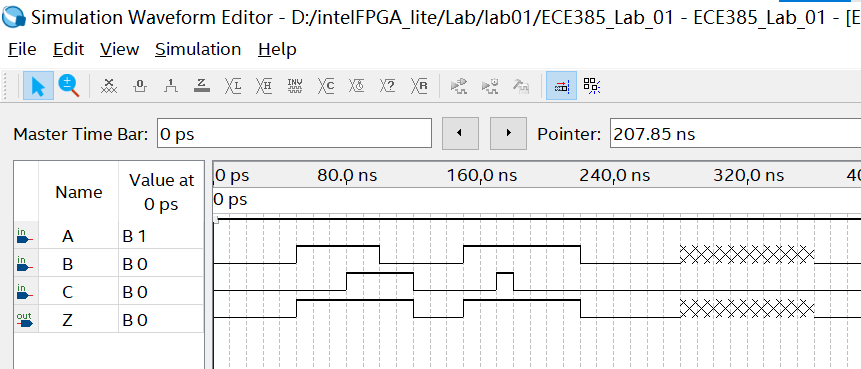 Simulation Waveform Editor - D:/intelFPGA_lite/Lab/lab01/ECE385_Lab_01 - ECE385_Lab_01 - [E
File Edit View Simulation Help
Master Time Bar: 0 ps Pointer: 207.85 ns
Name Value at 0 ps 0 ps 80.0 ns 160.0 ns 240.0 ns 320.0 ns 40
0 ps
in A B 1
in B B 0
in C B 0
out Z B 0